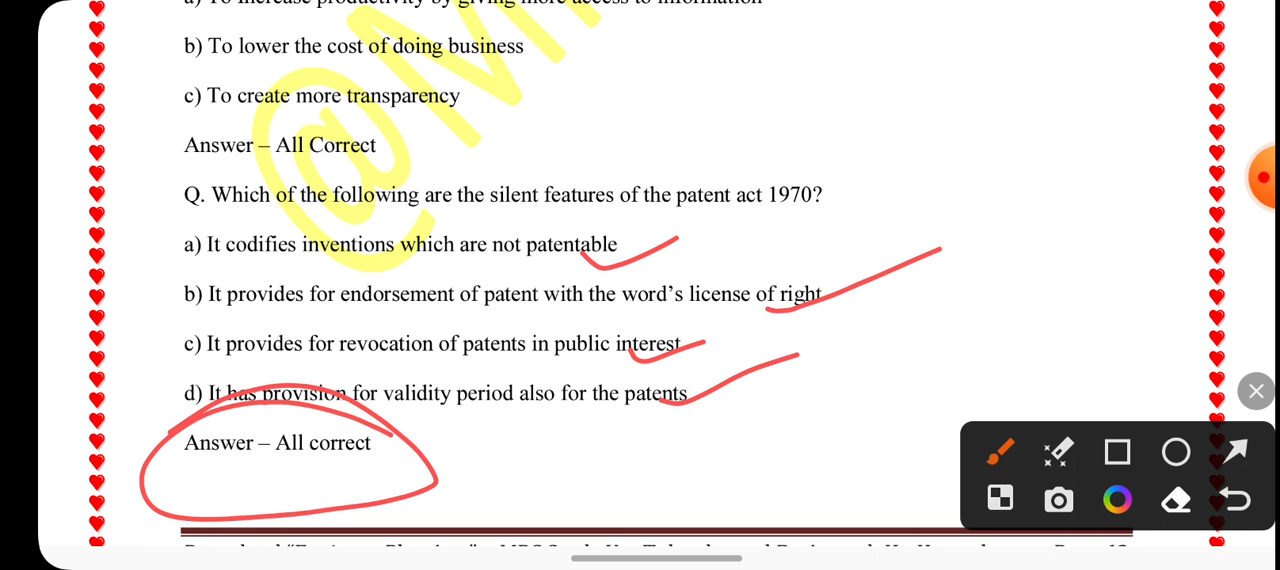 b) To lower the cost of doing business
c) To create more transparency
Answer – All Correct
Q. Which of the following are the silent features of the patent act 1970?
a) It codifies inventions which are not patentable
b) It provides for endorsement of patent with the word's license of right
c) It provides for revocation of patents in public interest
d) It has provision for validity period also for the patents
Answer – All correct